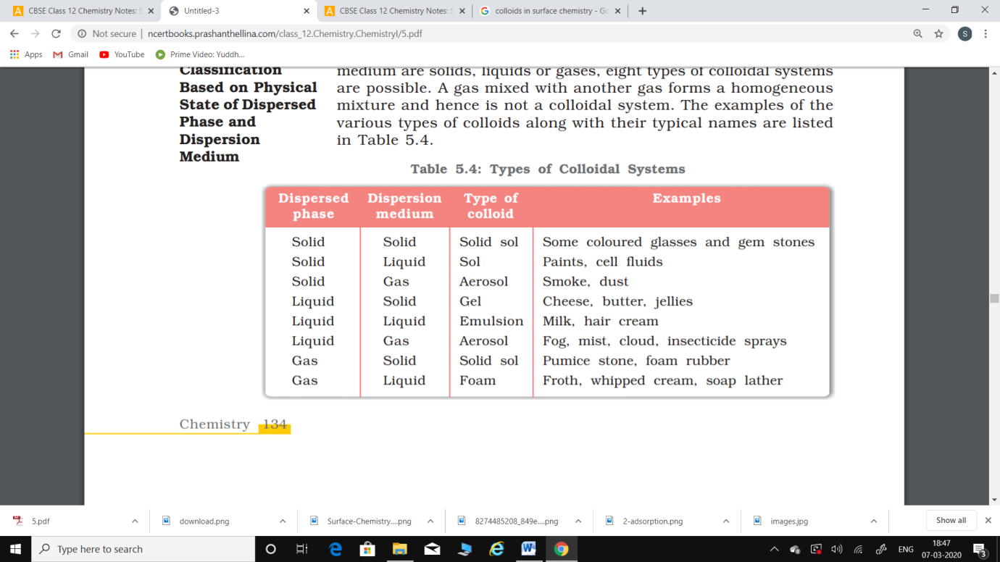 CBSE Class 12 Chemistry Notes: S
Untitled-3
CBSE Class 12 Chemistry Notes: S
colloids in surface chemistry - Go
Not secure | ncertbooks.prashanthellina.com/class_12.Chemistry.ChemistryI/5.pdf
S
Apps Gmail YouTube Prime Video: Yuddh...
Classification
Based on Physical
State of Dispersed
Phase and
Dispersion
Medium
medium are solids, liquids or gases, eight types of colloidal systems
are possible. A gas mixed with another gas forms a homogeneous
mixture and hence is not a colloidal system. The examples of the
various types of colloids along with their typical names are listed
in Table 5.4.
Table 5.4: Types of Colloidal Systems
Dispersed phase Dispersion medium Type of colloid Examples
Solid Solid Solid sol Some coloured glasses and gem stones
Solid Liquid Sol Paints, cell fluids
Solid Gas Aerosol Smoke, dust
Liquid Solid Gel Cheese, butter, jellies
Liquid Liquid Emulsion Milk, hair cream
Liquid Gas Aerosol Fog, mist, cloud, insecticide sprays
Gas Solid Solid sol Pumice stone, foam rubber
Gas Liquid Foam Froth, whipped cream, soap lather
Chemistry 134
5.pdf download.png Surface-Chemistry....png 8274485208_849e....png 2-adsorption.png images.jpg Show all
Type here to search
ENG
18:47
07-03-2020
3